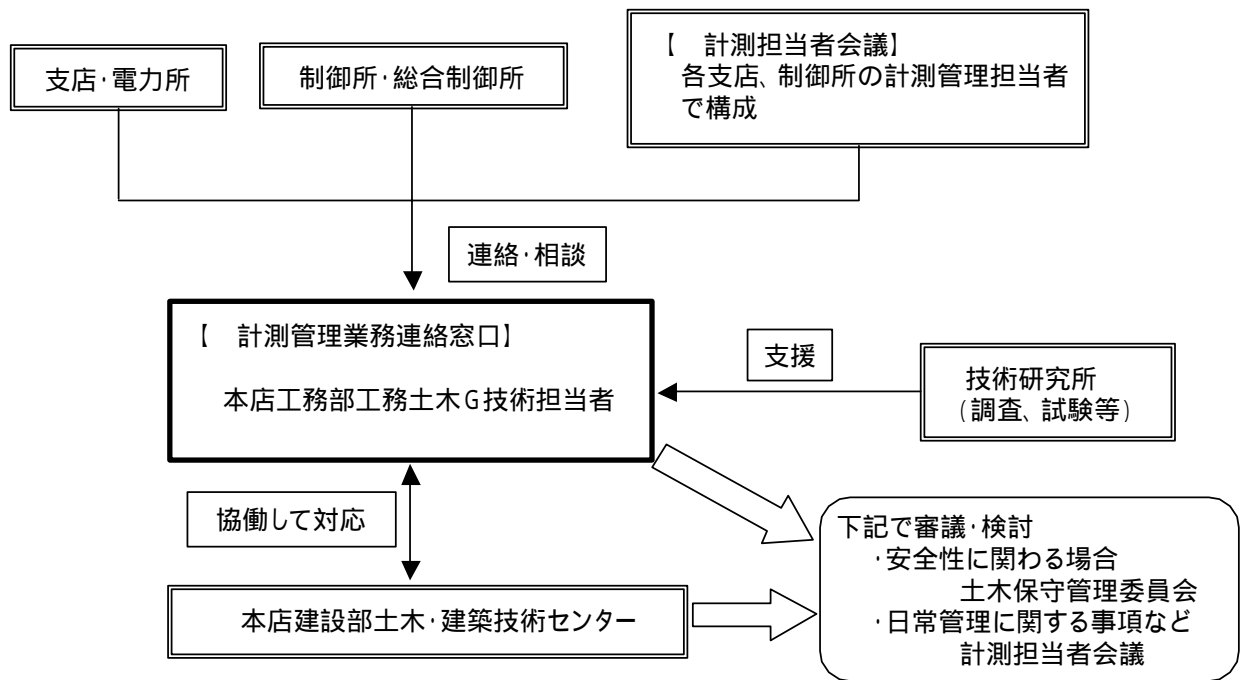 支店・電力所
制御所・総合制御所
【　計測担当者会議】
各支店、制御所の計測管理担当者
で構成
連絡・相談
【　計測管理業務連絡窓口】
本店工務部工務土木G技術担当者
支援
技術研究所
(調査、試験等)
協働して対応
本店建設部土木・建築技術センター
下記で審議・検討
・安全性に関わる場合
土木保守管理委員会
・日常管理に関する事項など
計測担当者会議